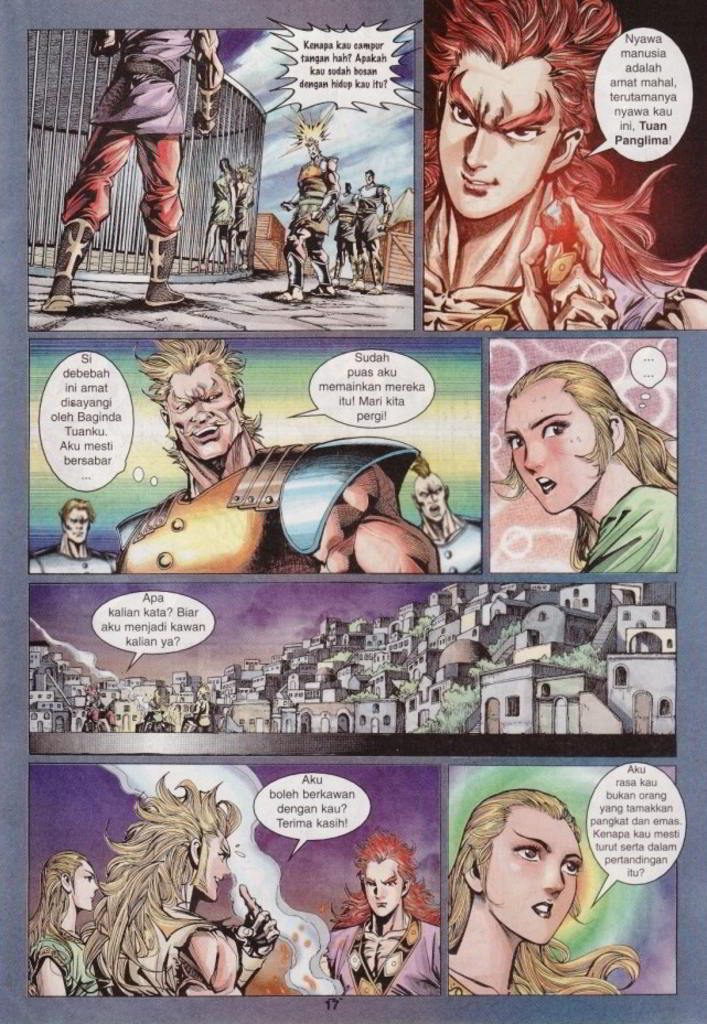 Kenapa kau campur
tangan hah? Apakah
kau sudah bosan
dengan hidup kau itu?
Nyawa
manusia
adalah
amat mahal,
terutamanya
nyawa kau
ini, Tuan
Panglima!
Si
debebah
ini amat
disayangi
oleh Baginda
Tuanku.
Aku mesti
bersabar
...
Sudah
puas aku
memainkan mereka
itu! Mari kita
pergi!
...
...
Apa
kalian kata? Biar
aku menjadi kawan
kalian ya?
Aku
boleh berkawan
dengan kau?
Terima kasih!
Aku
rasa kau
bukan orang
yang tamakkan
pangkat dan emas.
Kenapa kau mesti
turut serta dalam
pertandingan
itu?
17